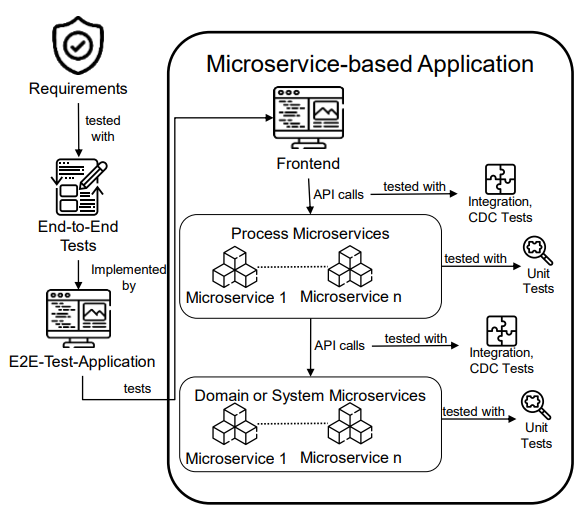 Microservice-based Application
Requirements
tested
with
End-to-End
Tests
Implemented
by
E2E-Test-Application
tests
Frontend
API calls
tested with
Integration,
CDC Tests
Process Microservices
Microservice 1
Microservice n
tested with
Unit
Tests
API calls
tested with
Integration,
CDC Tests
Domain or System Microservices
Microservice 1
Microservice n
tested with
Unit
Tests